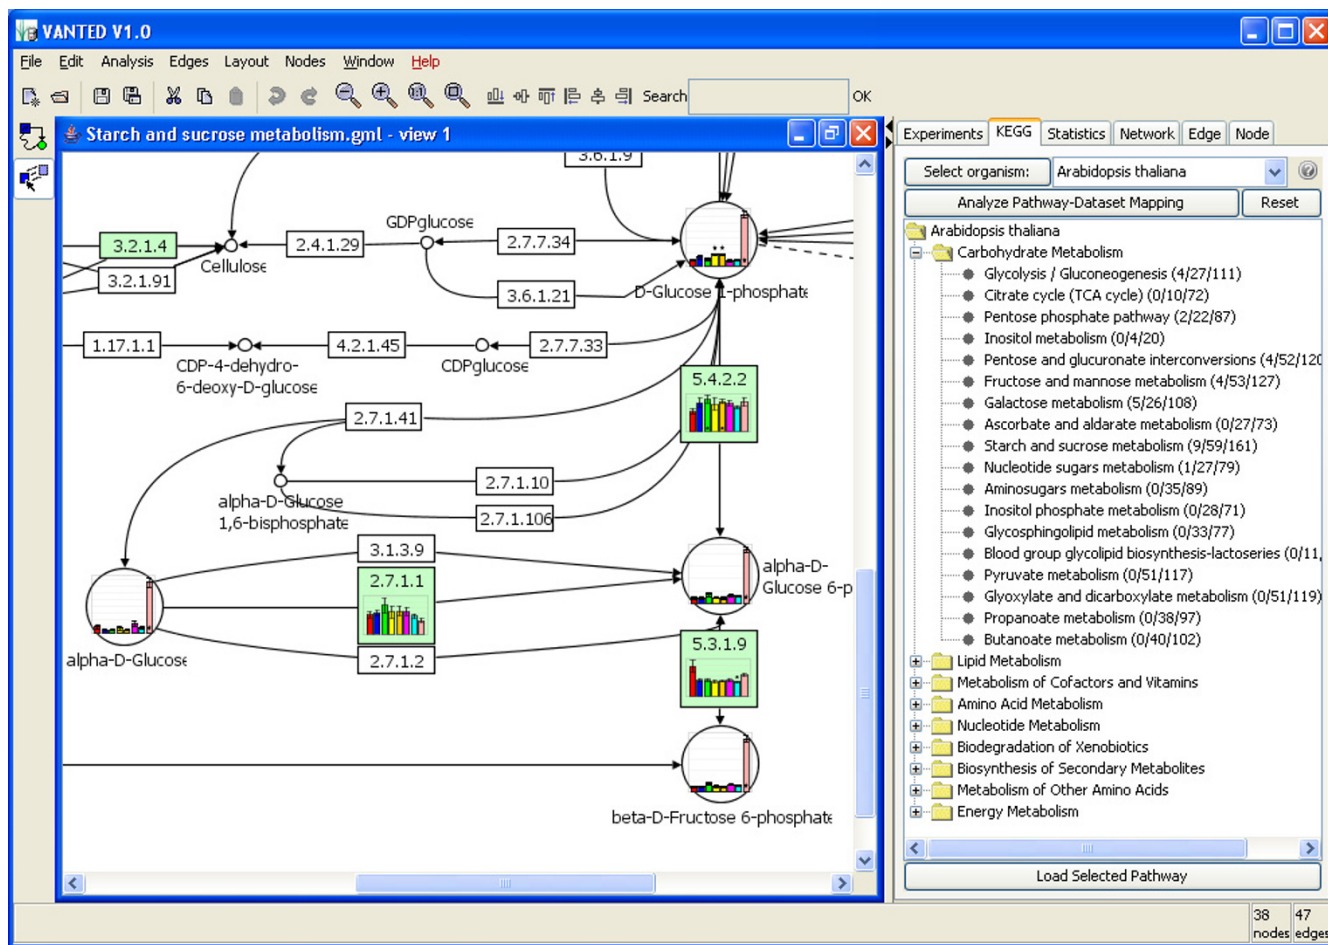 VANTED V1.0
File Edit Analysis Edges Layout Nodes Window Help
Search OK
Starch and sucrose metabolism.gml - view 1
3.6.1.9
GDPglucose
3.2.1.4
2.4.1.29
2.7.7.34
Cellulose
3.2.1.91
3.6.1.21
D-Glucose 1-phosphate
1.17.1.1
4.2.1.45
2.7.7.33
CDP-4-dehydro-
6-deoxy-D-glucose
CDPglucose
5.4.2.2
2.7.1.41
2.7.1.10
alpha-D-Glucose
1,6-bisphosphate
2.7.1.106
3.1.3.9
alpha-D-
Glucose 6-p
2.7.1.1
5.3.1.9
alpha-D-Glucose
2.7.1.2
beta-D-Fructose 6-phosphate
Experiments KEGG Statistics Network Edge Node
Select organism: Arabidopsis thaliana
Analyze Pathway-Dataset Mapping Reset
Arabidopsis thaliana
Carbohydrate Metabolism
Glycolysis / Gluconeogenesis (4/27/111)
Citrate cycle (TCA cycle) (0/10/72)
Pentose phosphate pathway (2/22/87)
Inositol metabolism (0/4/20)
Pentose and glucuronate interconversions (4/52/120
Fructose and mannose metabolism (4/53/127)
Galactose metabolism (5/26/108)
Ascorbate and aldarate metabolism (0/27/73)
Starch and sucrose metabolism (9/59/161)
Nucleotide sugars metabolism (1/27/79)
Aminosugars metabolism (0/35/89)
Inositol phosphate metabolism (0/28/71)
Glycosphingolipid metabolism (0/33/77)
Blood group glycolipid biosynthesis-lactoseries (0/11,
Pyruvate metabolism (0/51/117)
Glyoxylate and dicarboxylate metabolism (0/51/119)
Propanoate metabolism (0/38/97)
Butanoate metabolism (0/40/102)
Lipid Metabolism
Metabolism of Cofactors and Vitamins
Amino Acid Metabolism
Nucleotide Metabolism
Biodegradation of Xenobiotics
Biosynthesis of Secondary Metabolites
Metabolism of Other Amino Acids
Energy Metabolism
Load Selected Pathway
38 47
nodes edges